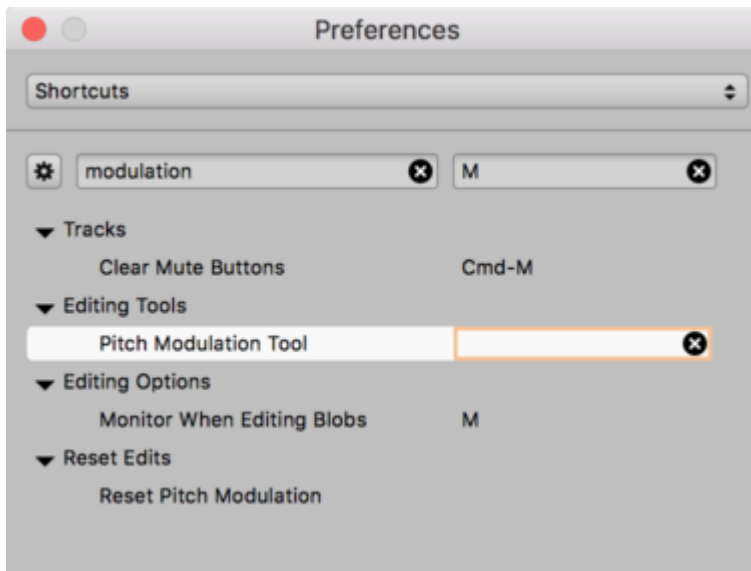 Preferences
Shortcuts
modulation M
Tracks
Clear Mute Buttons Cmd-M
Editing Tools
Pitch Modulation Tool
Editing Options
Monitor When Editing Blobs M
Reset Edits
Reset Pitch Modulation